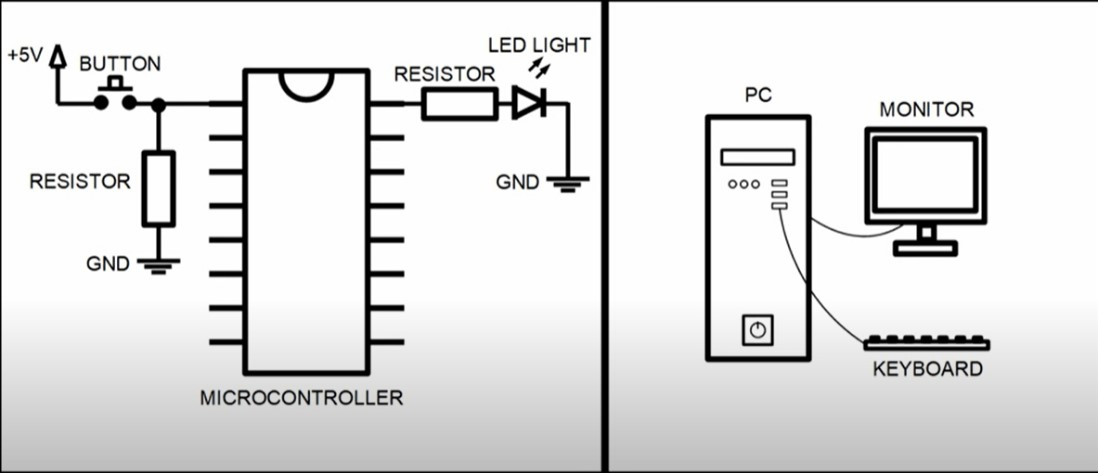 +5V
BUTTON
RESISTOR
GND
MICROCONTROLLER
LED LIGHT
RESISTOR
GND
PC
MONITOR
KEYBOARD